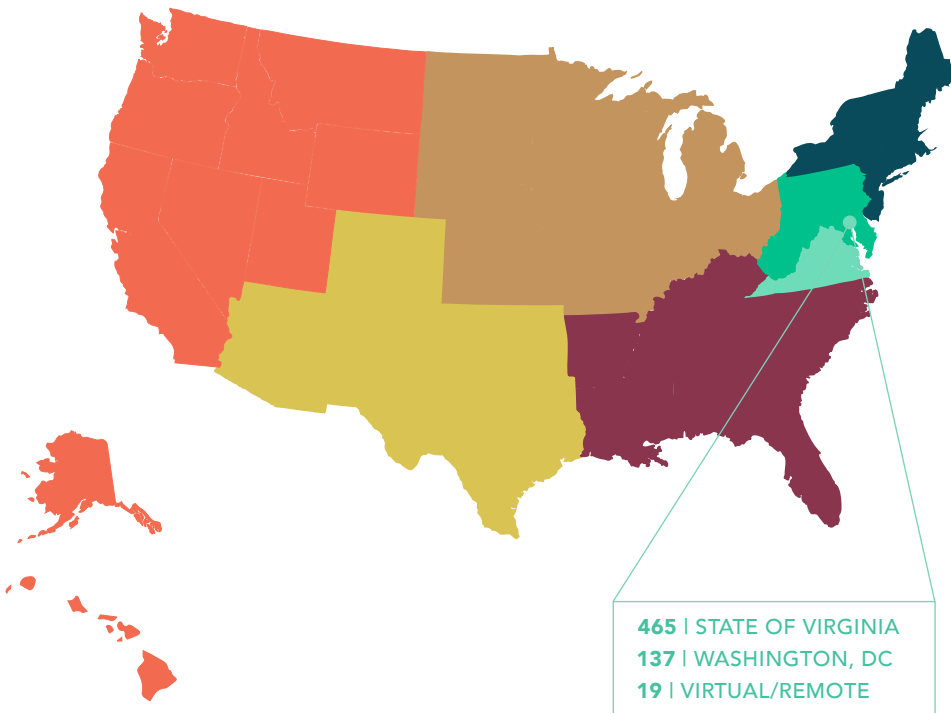 465 | STATE OF VIRGINIA
137 | WASHINGTON, DC
19 | VIRTUAL/REMOTE